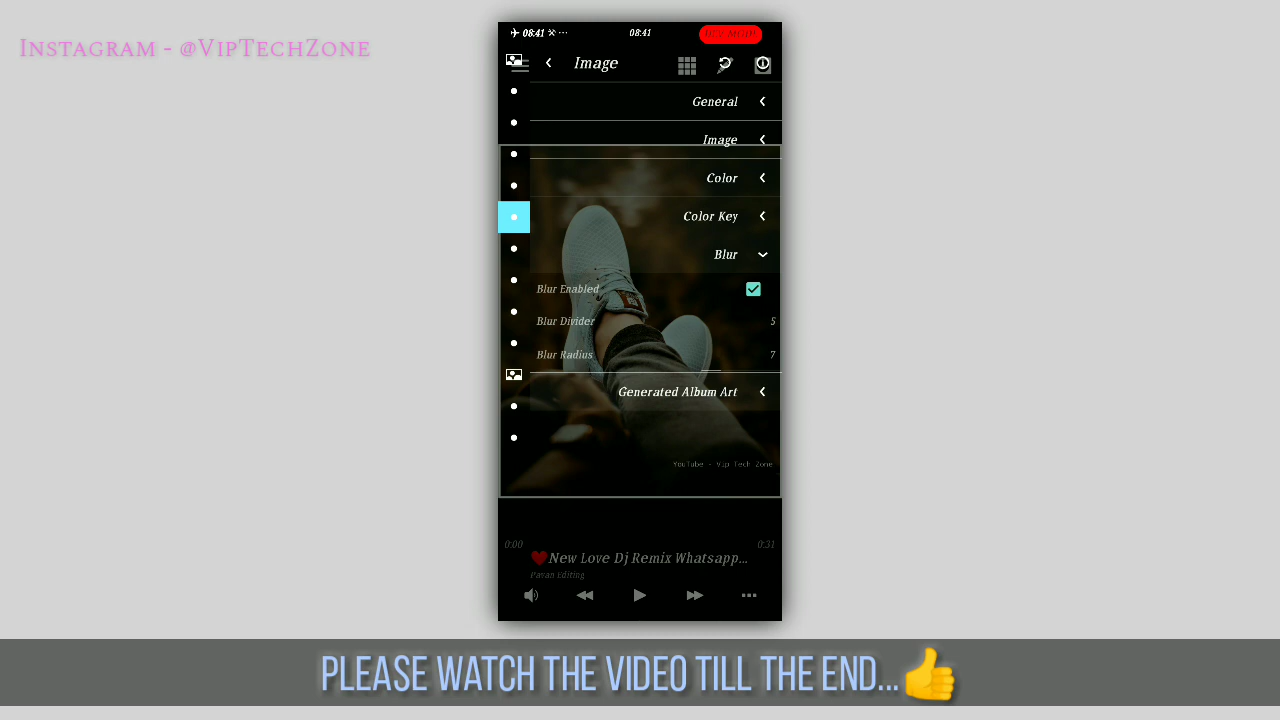 Instagram - @VipTechZone
08:41
08:41
DEV MODE
Image
General
Image
Color
Color Key
Blur
Blur Enabled
Blur Divider 5
Blur Radius 7
Generated Album Art
YouTube - Vip Tech Zone
0:00 0:31
❤️New Love Dj Remix Whatsapp...
Pavan Editing
PLEASE WATCH THE VIDEO TILL THE END...👍